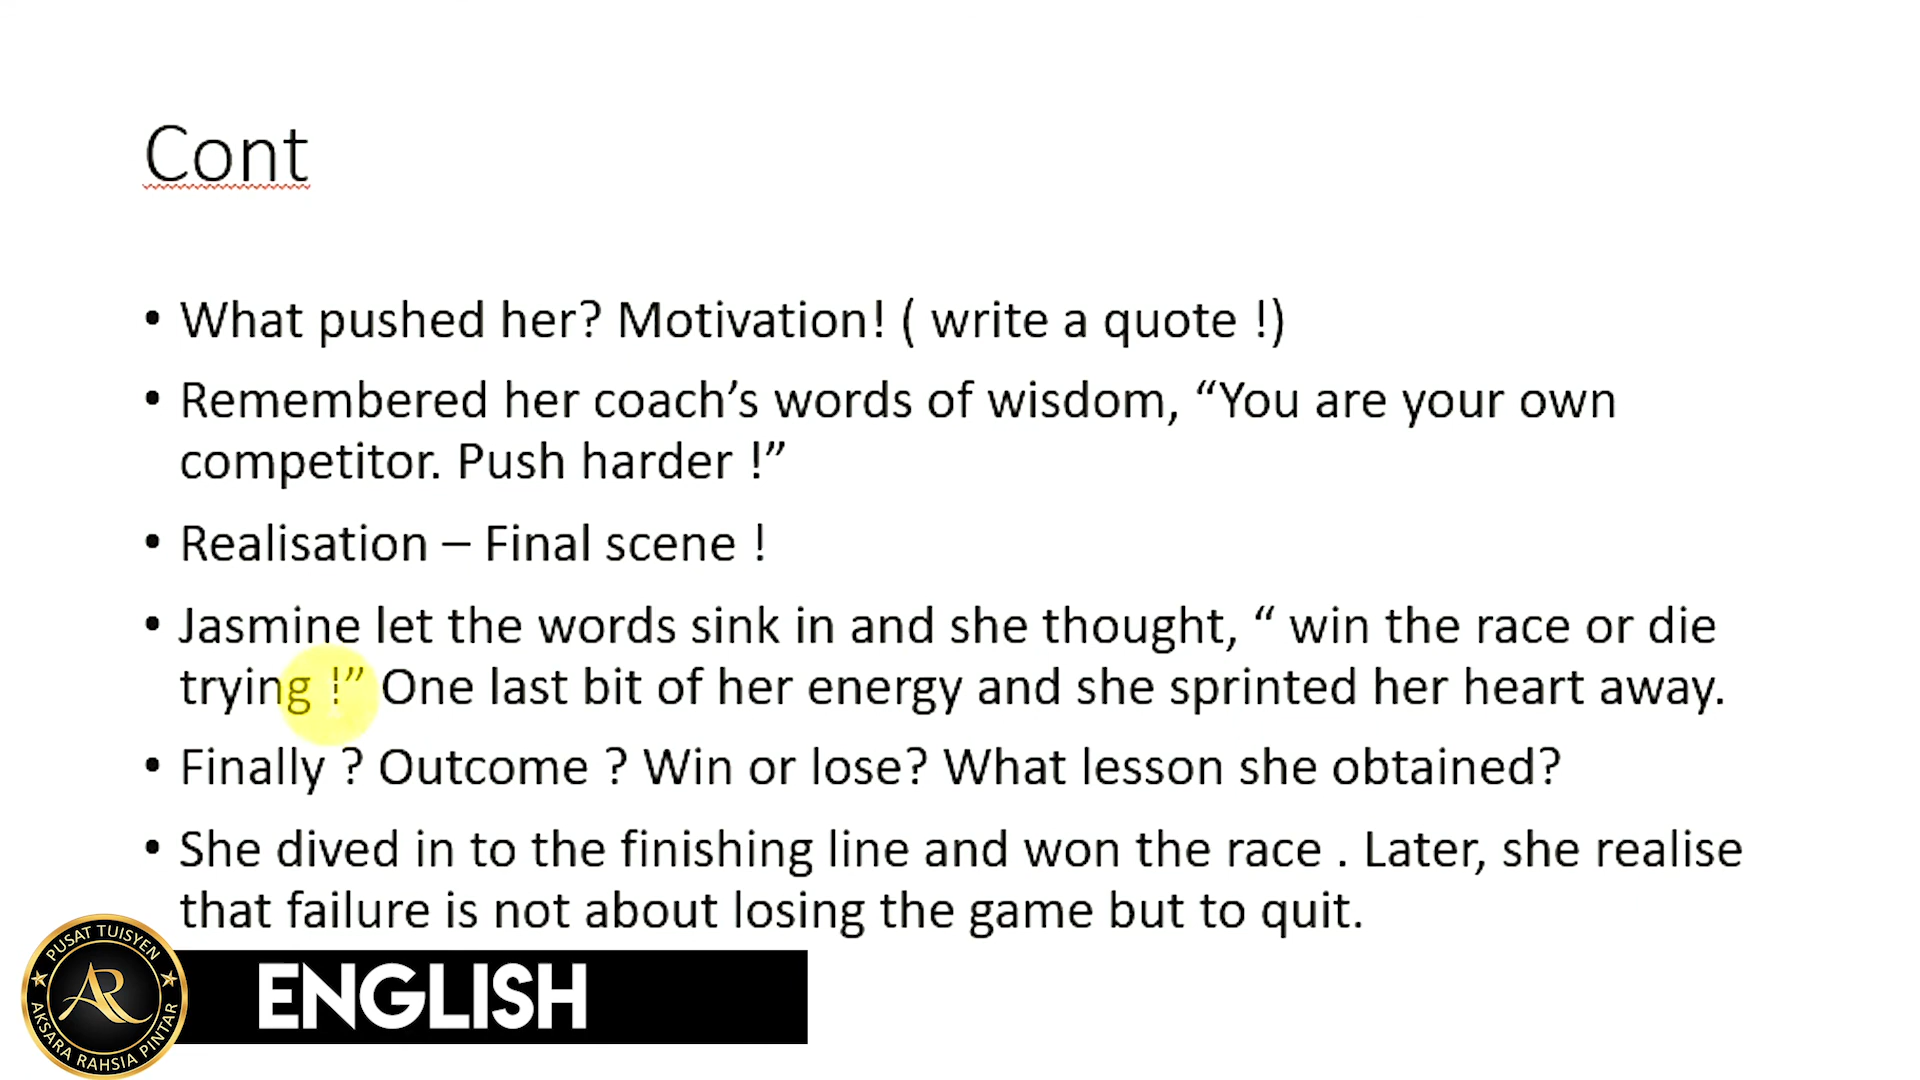 Cont
• What pushed her? Motivation! ( write a quote !)
• Remembered her coach’s words of wisdom, “You are your own
competitor. Push harder !”
• Realisation – Final scene !
• Jasmine let the words sink in and she thought, “ win the race or die
trying !” One last bit of her energy and she sprinted her heart away.
• Finally ? Outcome ? Win or lose? What lesson she obtained?
• She dived in to the finishing line and won the race . Later, she realise
that failure is not about losing the game but to quit.
PUSAT TUISYEN
AR
AKSARA RAHSIA PINTAR
ENGLISH